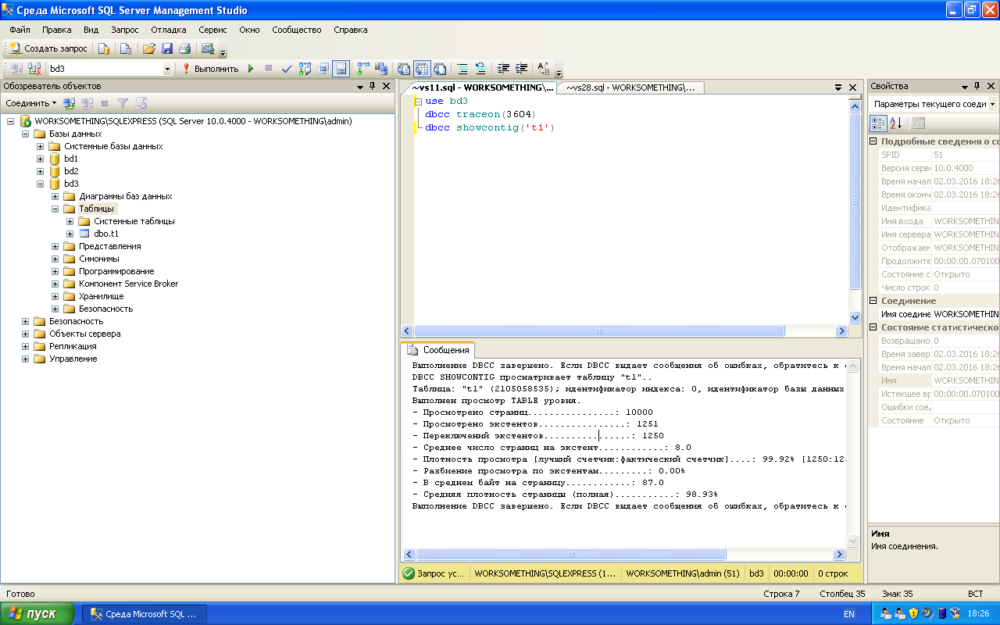 Среда Microsoft SQL Server Management Studio
Файл Правка Вид Запрос Отладка Сервис Окно Сообщество Справка
Создать запрос
bd3 Выполнить
Обозреватель объектов
Соединить
WORKSOMETHING\SQLEXPRESS (SQL Server 10.0.4000 - WORKSOMETHING\admin)
Базы данных
Системные базы данных
bd1
bd2
bd3
Диаграммы баз данных
Таблицы
Системные таблицы
dbo.t1
Представления
Синонимы
Программирование
Компонент Service Broker
Хранилище
Безопасность
Безопасность
Объекты сервера
Репликация
Управление
~vs11.sql - WORKSOMETHING\... ~vs28.sql - WORKSOMETHING\...
use bd3
dbcc traceon(3604)
dbcc showcontig('t1')
Сообщения
Выполнение DBCC завершено. Если DBCC выдает сообщения об ошибках, обратитесь к
DBCC SHOWCONTIG просматривает таблицу "t1"..
Таблица: "t1" (2105058535); идентификатор индекса: 0, идентификатор базы данных
Выполнен просмотр TABLE уровня.
- Просмотрено страниц................: 10000
- Просмотрено экстентов................: 1251
- Переключений экстентов................: 1250
- Среднее число страниц на экстент............: 8.0
- Плотность просмотра [лучший счетчик:фактический счетчик]....: 99.92% [1250:12
- Разбиение просмотра по экстентам.........: 0.00%
- В среднем байт на страницу............: 87.0
- Средняя плотность страницы (полная)...........: 98.93%
Выполнение DBCC завершено. Если DBCC выдает сообщения об ошибках, обратитесь к
Запрос ус... WORKSOMETHING\SQLEXPRESS (1... WORKSOMETHING\admin (51) bd3 00:00:00 0 строк
Свойства
Параметры текущего соеди
Подробные сведения о со
SPID 51
Версия серве 10.0.4000
Время начал 02.03.2016 18:26
Время оконч 02.03.2016 18:26
Идентифика
Имя входа WORKSOMETHIN
Имя сервера WORKSOMETHIN
Отображаем WORKSOMETHIN
Продолжите 00:00:00.070100
Состояние с Открыто
Число строк 0
Соединение
Имя соедине WORKSOMETHIN
Состояние статистическо
Возвращено 0
Время завер 02.03.2016 18:26
Время начал 02.03.2016 18:26
Имя WORKSOMETHIN
Истекшее вр 00:00:00.070100
Ошибки сое,
Состояние Открыто
Имя
Имя соединения.
Готово Строка 7 Столбец 35 Знак 35 ВСТ
пуск Среда Microsoft SQL ... EN 18:26